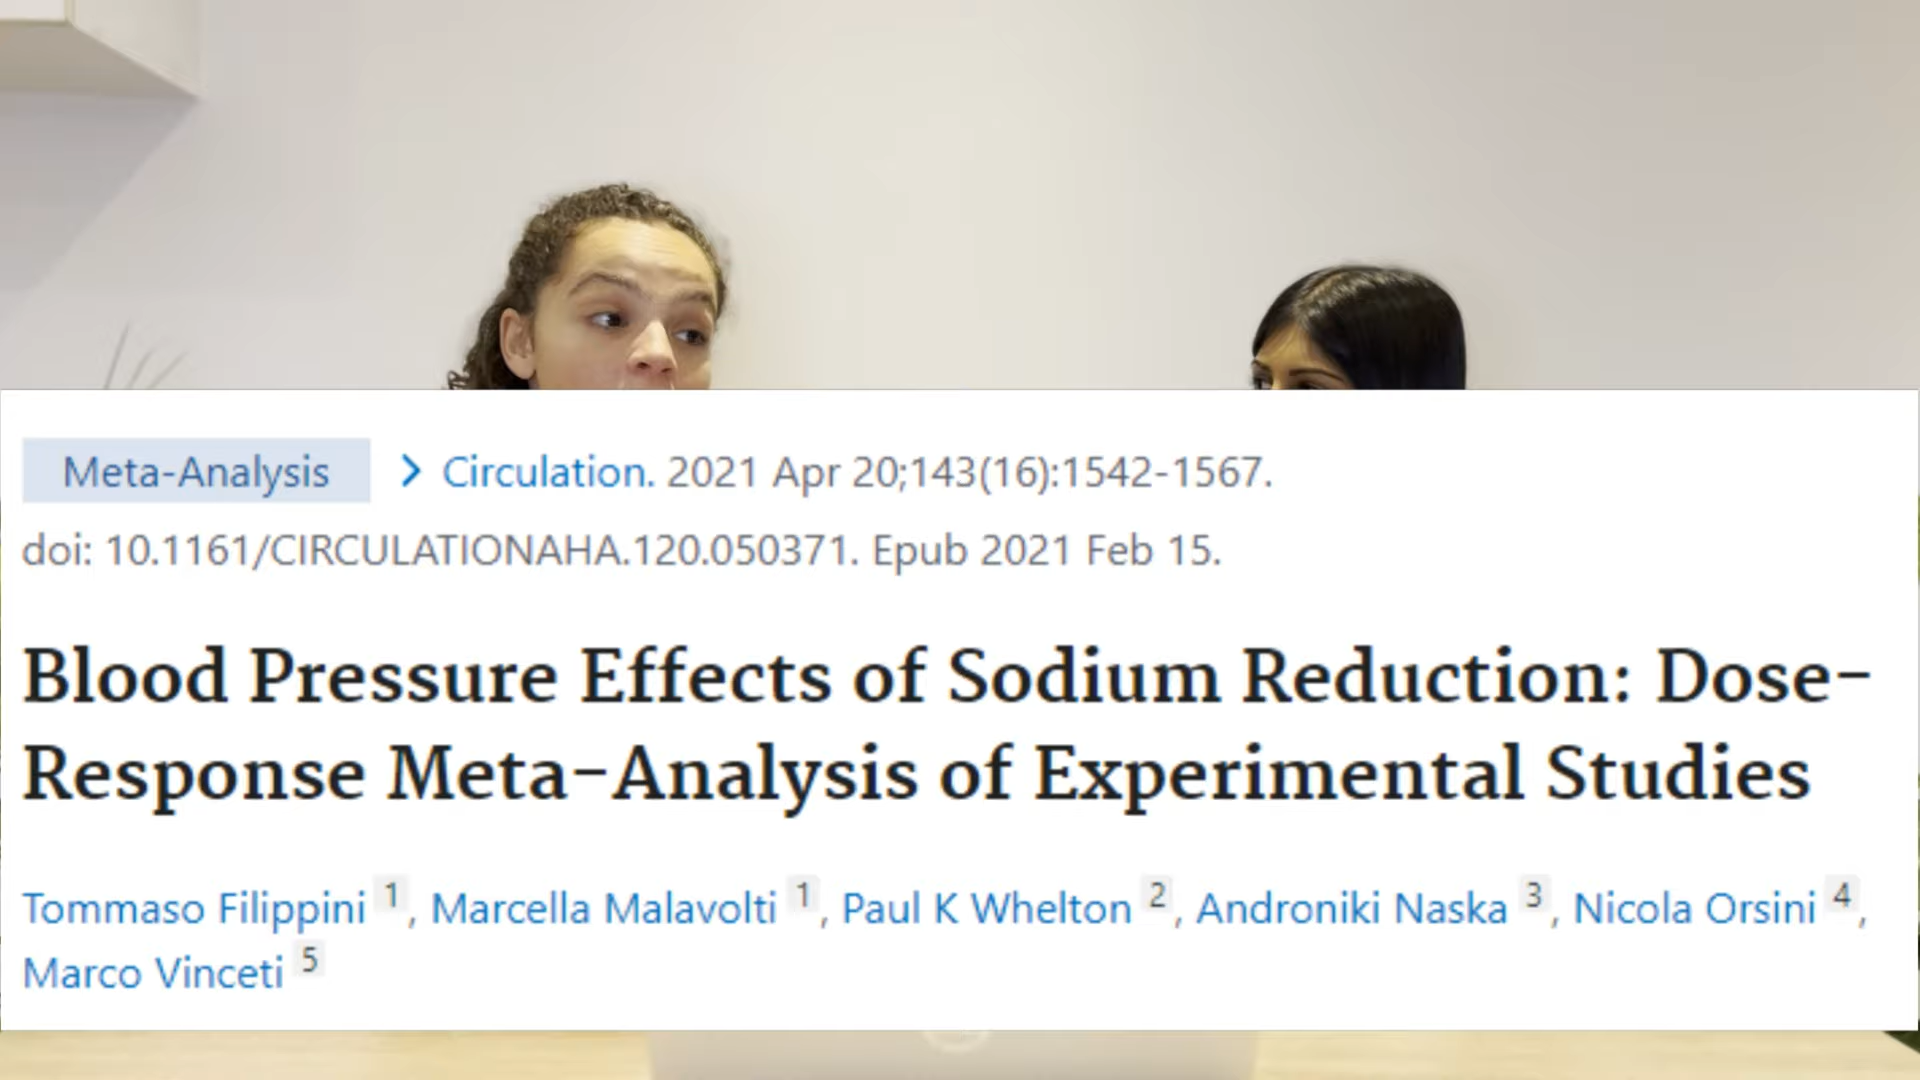 Meta-Analysis > Circulation. 2021 Apr 20;143(16):1542-1567.
doi: 10.1161/CIRCULATIONAHA.120.050371. Epub 2021 Feb 15.
Blood Pressure Effects of Sodium Reduction: Dose-
Response Meta-Analysis of Experimental Studies
Tommaso Filippini 1, Marcella Malavolti 1, Paul K Whelton 2, Androniki Naska 3, Nicola Orsini 4,
Marco Vinceti 5